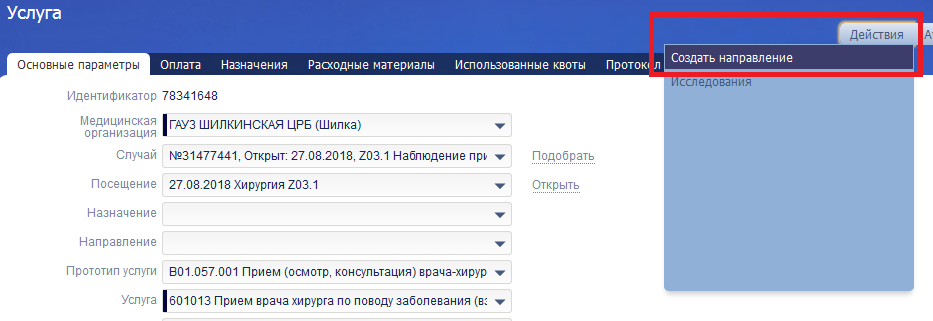 Услуга
Действия
Основные параметры Оплата Назначения Расходные материалы Использованные квоты Протокол
Создать направление
Исследования
Идентификатор 78341648
Медицинская организация ГАУЗ ШИЛКИНСКАЯ ЦРБ (Шилка)
Случай №31477441, Открыт: 27.08.2018, Z03.1 Наблюдение при Подобрать
Посещение 27.08.2018 Хирургия Z03.1 Открыть
Назначение
Направление
Прототип услуги B01.057.001 Прием (осмотр, консультация) врача-хирур
Услуга 601013 Прием врача хирурга по поводу заболевания (вз